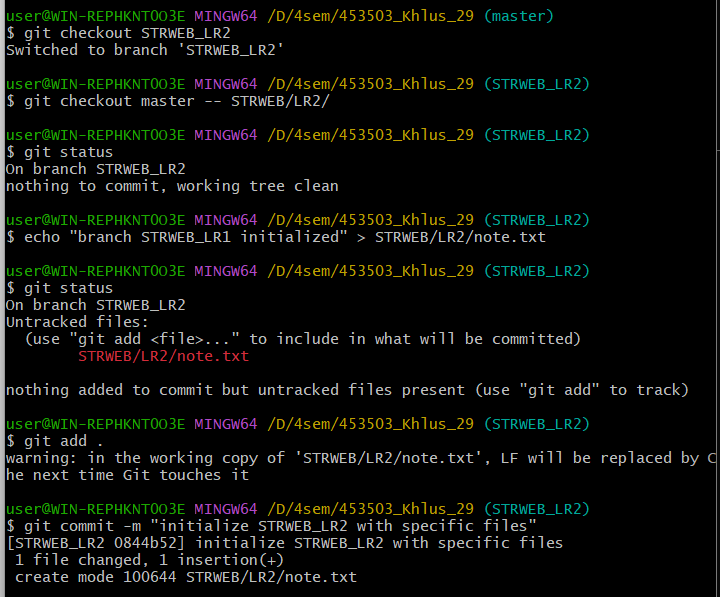 user@WIN-REPHKNT0O3E MINGW64 /D/4sem/453503_Khlus_29 (master)
$ git checkout STRWEB_LR2
Switched to branch 'STRWEB_LR2'
user@WIN-REPHKNT0O3E MINGW64 /D/4sem/453503_Khlus_29 (STRWEB_LR2)
$ git checkout master -- STRWEB/LR2/
user@WIN-REPHKNT0O3E MINGW64 /D/4sem/453503_Khlus_29 (STRWEB_LR2)
$ git status
On branch STRWEB_LR2
nothing to commit, working tree clean
user@WIN-REPHKNT0O3E MINGW64 /D/4sem/453503_Khlus_29 (STRWEB_LR2)
$ echo "branch STRWEB_LR1 initialized" > STRWEB/LR2/note.txt
user@WIN-REPHKNT0O3E MINGW64 /D/4sem/453503_Khlus_29 (STRWEB_LR2)
$ git status
On branch STRWEB_LR2
Untracked files:
(use "git add <file>..." to include in what will be committed)
STRWEB/LR2/note.txt
nothing added to commit but untracked files present (use "git add" to track)
user@WIN-REPHKNT0O3E MINGW64 /D/4sem/453503_Khlus_29 (STRWEB_LR2)
$ git add .
warning: in the working copy of 'STRWEB/LR2/note.txt', LF will be replaced by C
he next time Git touches it
user@WIN-REPHKNT0O3E MINGW64 /D/4sem/453503_Khlus_29 (STRWEB_LR2)
$ git commit -m "initialize STRWEB_LR2 with specific files"
[STRWEB_LR2 0844b52] initialize STRWEB_LR2 with specific files
1 file changed, 1 insertion(+)
create mode 100644 STRWEB/LR2/note.txt